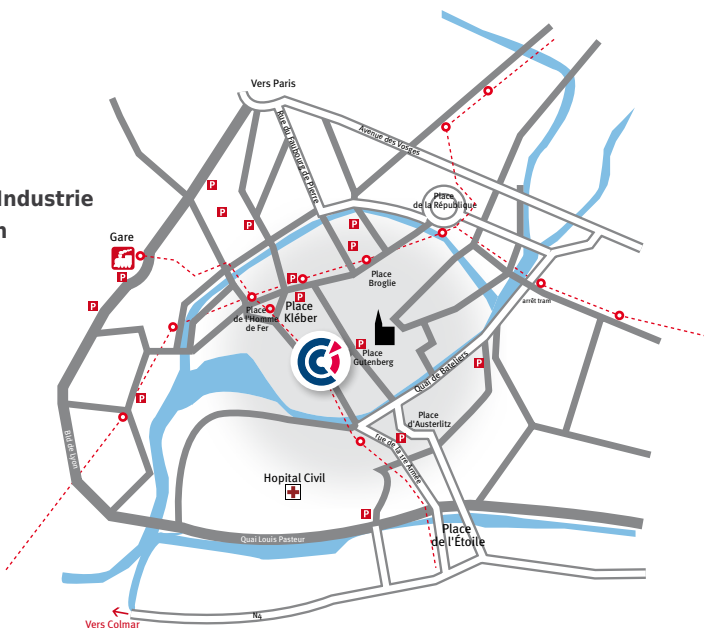 Vers Paris
Rue du Faubourg de Pierre
Avenue des Vosges
Industrie
Place
de la République
P
P
P
P
Gare
P
P
Place
Broglie
P
P
P
arrêt tram
Place
de l'Homme
de Fer
Place
Kléber
P
Place
Gutenberg
P
Quai de Bateliers
P
Place
d'Austerlitz
P
rue de la 1re Armée
Bld de Lyon
Hopital Civil
P
Quai Louis Pasteur
Place
de l'Étoile
N4
Vers Colmar